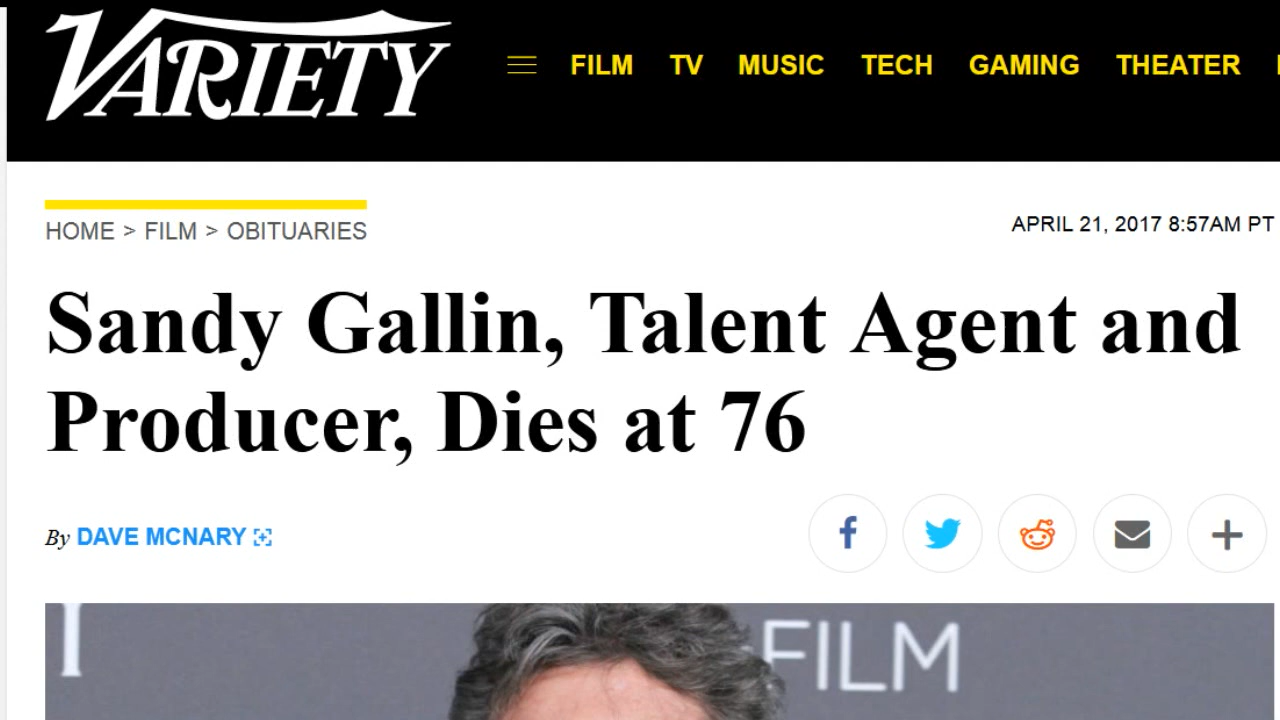 VARIETY
FILM TV MUSIC TECH GAMING THEATER
HOME > FILM > OBITUARIES
APRIL 21, 2017 8:57AM PT
Sandy Gallin, Talent Agent and
Producer, Dies at 76
By DAVE MCNARY
FILM